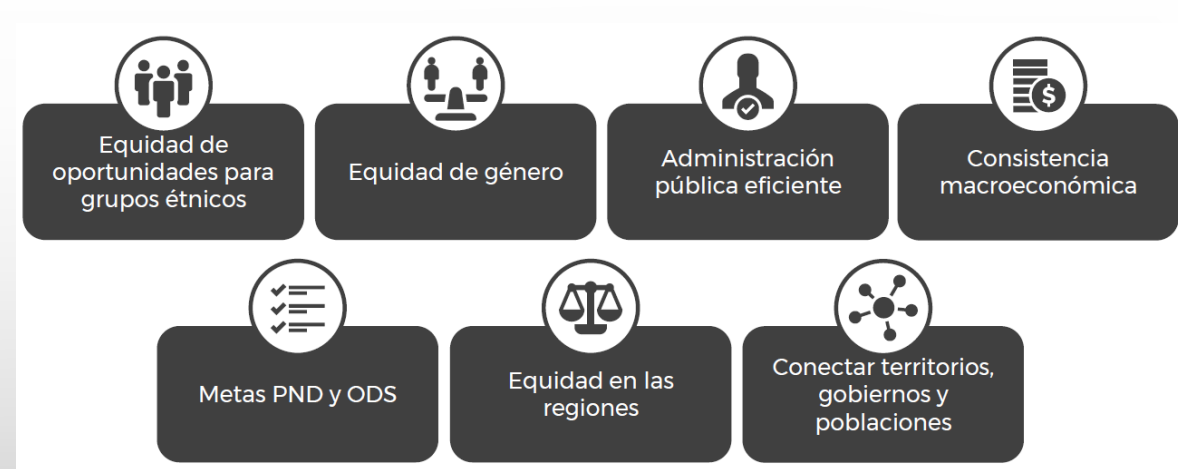 Equidad de
oportunidades para
grupos étnicos
Equidad de género
Administración
pública eficiente
Consistencia
macroeconómica
$
Metas PND y ODS
Equidad en las
regiones
Conectar territorios,
gobiernos y
poblaciones